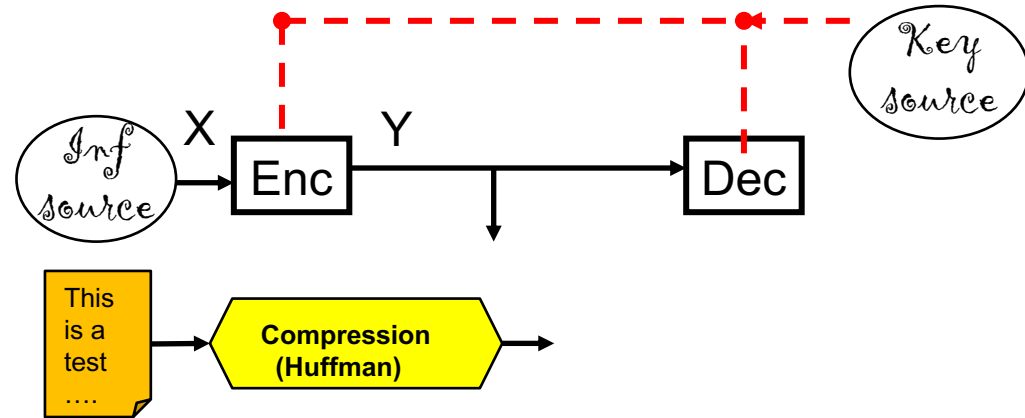 Key
source
X
Y
Inf
source
Enc
Dec
This
is a
test
….
Compression
(Huffman)